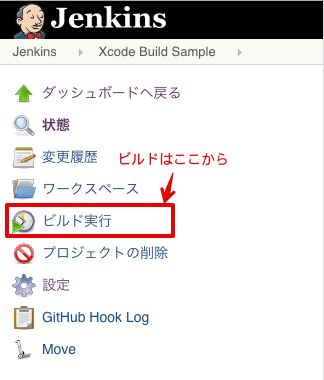 Jenkins
Jenkins Xcode Build Sample
ダッシュボードへ戻る
状態
変更履歴
ビルドはここから
ワークスペース
ビルド実行
プロジェクトの削除
設定
GitHub Hook Log
Move